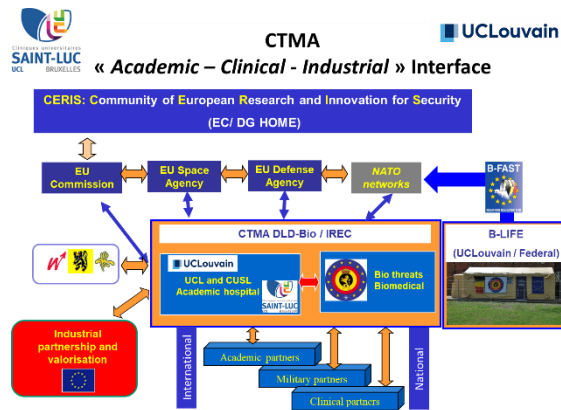 Cliniques universitaires
SAINT-LUC
UCL BRUXELLES
CTMA
« Academic – Clinical - Industrial » Interface
UCLouvain
CERIS: Community of European Research and Innovation for Security
(EC/ DG HOME)
EU
Commission
EU Space
Agency
EU Defense
Agency
NATO
networks
B-FAST
CTMA DLD-Bio / IREC
B-LIFE
(UCLouvain / Federal)
UCLouvain
UCL and CUSL
Academic hospital
SAINT-LUC
Bio threats
Biomedical
Industrial
partnership and
valorisation
International
National
Academic partners
Military partners
Clinical partners